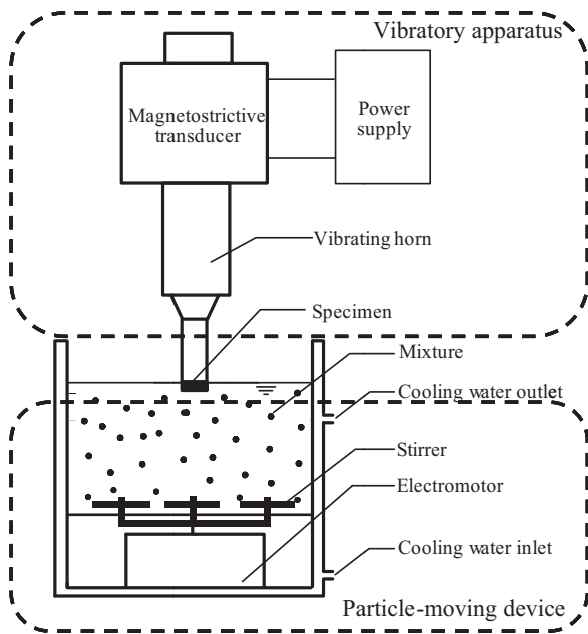 Vibratory apparatus
Magnetostrictive
transducer
Power
supply
Vibrating horn
Specimen
Mixture
Cooling water outlet
Stirrer
Electromotor
Cooling water inlet
Particle-moving device